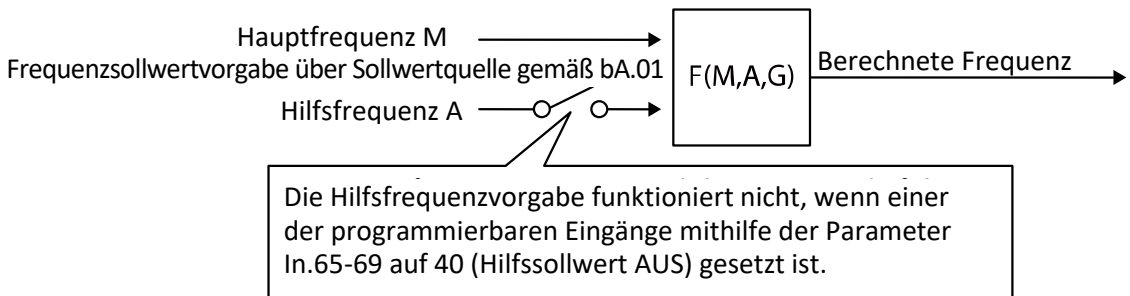 Hauptfrequenz M
Frequenzsollwertvorgabe über Sollwertquelle gemäß bA.01
Hilfsfrequenz A
F(M,A,G)
Berechnete Frequenz
Die Hilfsfrequenzvorgabe funktioniert nicht, wenn einer
der programmierbaren Eingänge mithilfe der Parameter
In.65-69 auf 40 (Hilfssollwert AUS) gesetzt ist.